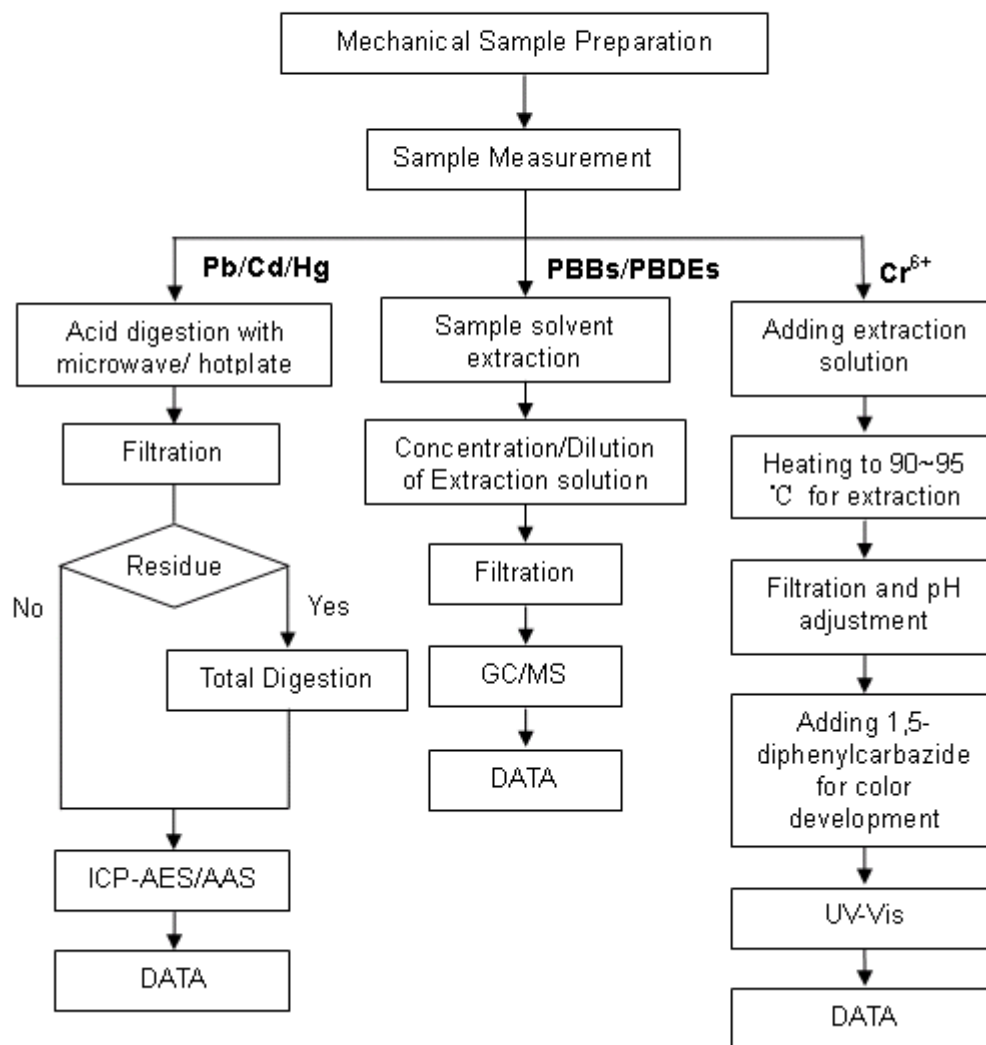 Mechanical Sample Preparation
Sample Measurement
Pb/Cd/Hg
Acid digestion with
microwave/ hotplate
Filtration
Residue
No
Yes
Total Digestion
ICP-AES/AAS
DATA
PBBs/PBDEs
Sample solvent
extraction
Concentration/Dilution
of Extraction solution
Filtration
GC/MS
DATA
Cr⁶⁺
Adding extraction
solution
Heating to 90~95
℃ for extraction
Filtration and pH
adjustment
Adding 1,5-
diphenylcarbazide
for color
development
UV-Vis
DATA